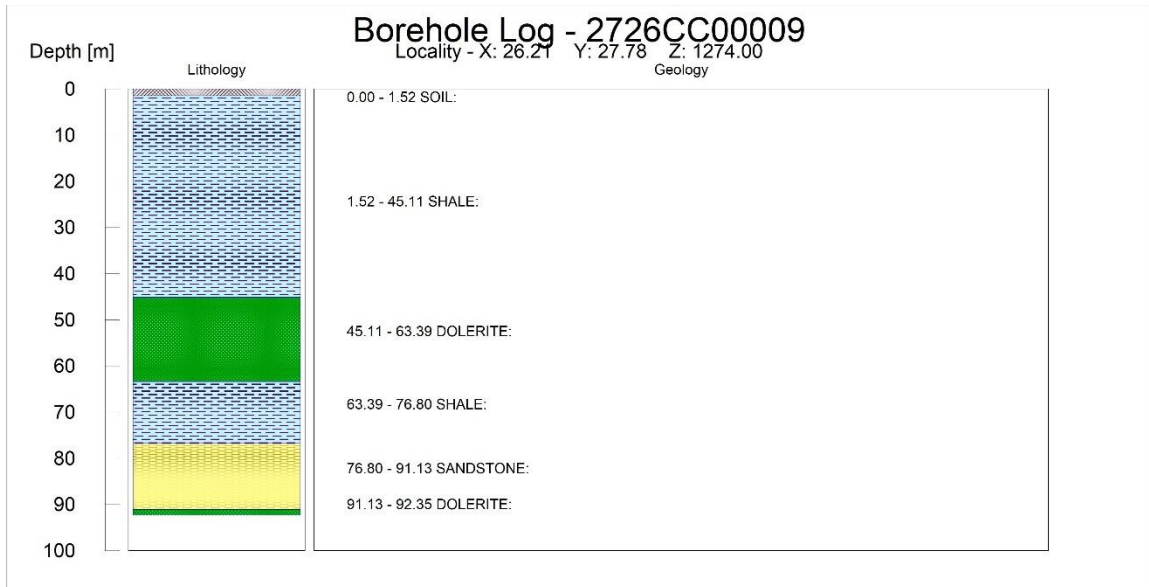 Borehole Log - 2726CC00009
Locality - X: 26.21 Y: 27.78 Z: 1274.00
Depth [m]
Lithology
Geology
0
0.00 - 1.52 SOIL:
10
20
1.52 - 45.11 SHALE:
30
40
50
45.11 - 63.39 DOLERITE:
60
63.39 - 76.80 SHALE:
70
80
76.80 - 91.13 SANDSTONE:
90
91.13 - 92.35 DOLERITE:
100